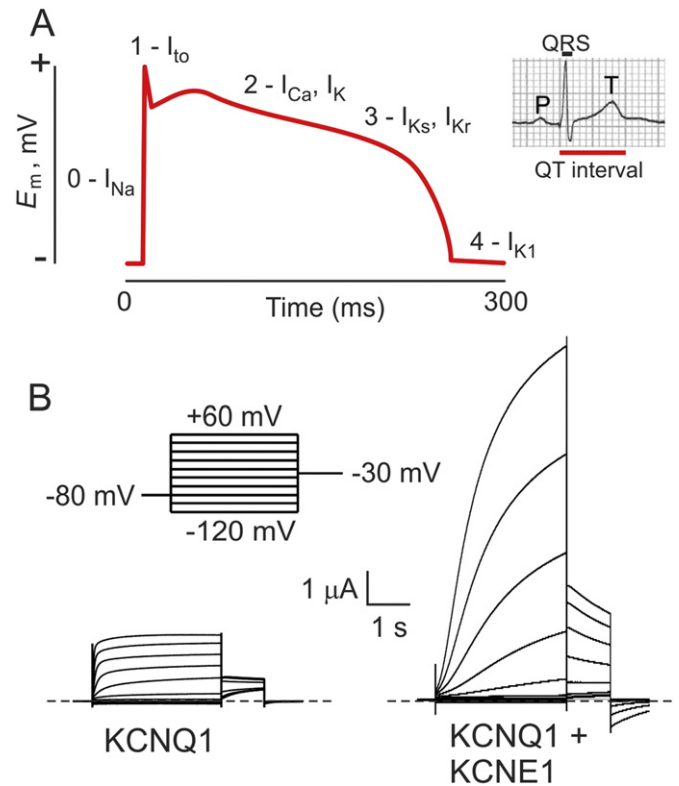 A
1 - Ito
+
2 - ICa, IK
3 - IKs, IKr
Em, mV
0 - INa
-
4 - IK1
0
Time (ms)
300
QRS
P
T
QT interval
B
+60 mV
-30 mV
-80 mV
-120 mV
1 μA
1 s
KCNQ1
KCNQ1 +
KCNE1